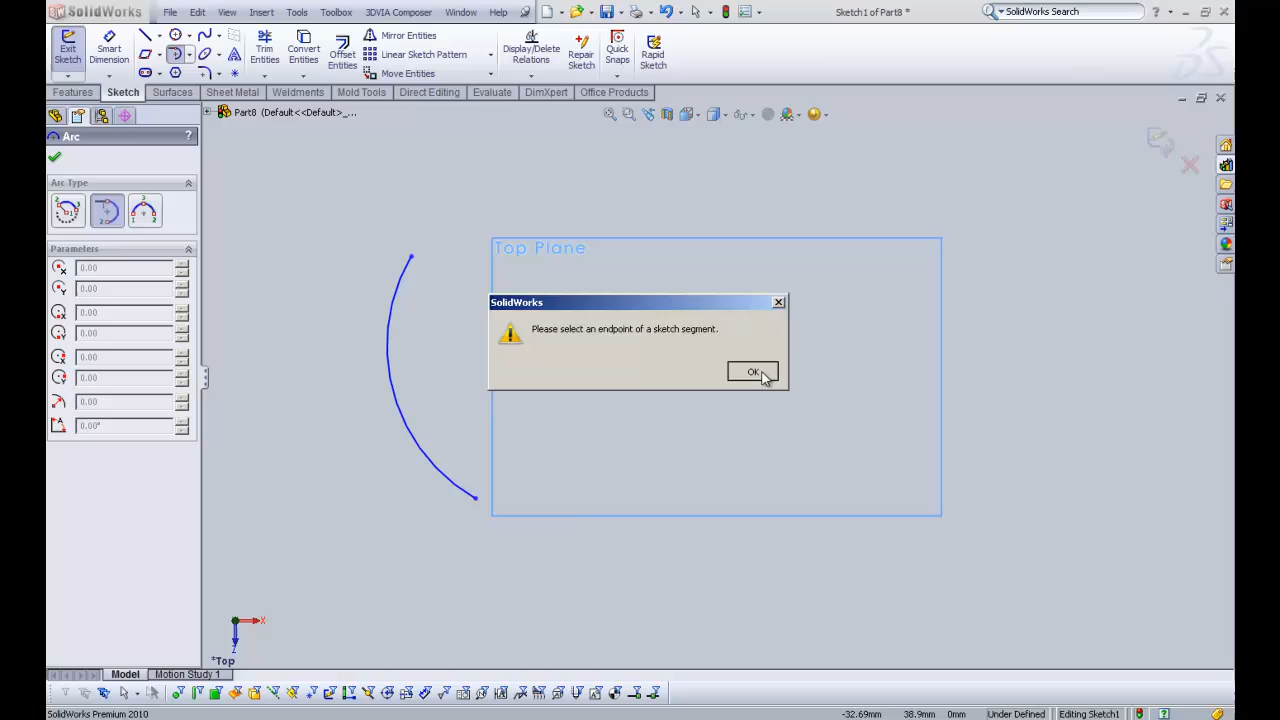 SolidWorks File Edit View Insert Tools Toolbox 3DVIA Composer Window Help Sketch1 of Part8 * SolidWorks Search
Exit Sketch Smart Dimension Trim Entities Convert Entities Offset Entities Mirror Entities Linear Sketch Pattern Move Entities Display/Delete Relations Repair Sketch Quick Snaps Rapid Sketch
Features Sketch Surfaces Sheet Metal Weldments Mold Tools Direct Editing Evaluate DimXpert Office Products
Part8 (Default<<Default>_...
Arc ?
Arc Type
Parameters
0.00
0.00
0.00
0.00
0.00
0.00
0.00
0.00°
Top Plane
SolidWorks
Please select an endpoint of a sketch segment.
OK
X
Z
*Top
Model Motion Study 1
SolidWorks Premium 2010 -32.69mm 38.9mm 0mm Under Defined Editing Sketch1